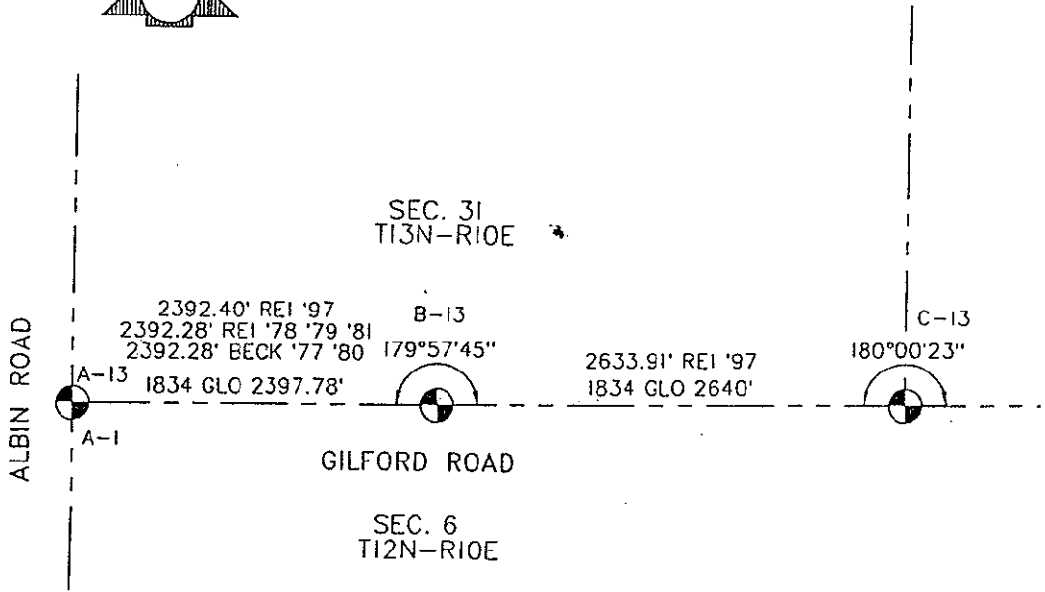 SEC. 31
T13N-R10E
2392.40' REI '97
2392.28' REI '78 '79 '81
2392.28' BECK '77 '80
1834 GLO 2397.78'
B-13
179°57'45"
2633.91' REI '97
1834 GLO 2640'
C-13
180°00'23"
ALBIN ROAD
A-13
A-1
GILFORD ROAD
SEC. 6
T12N-R10E